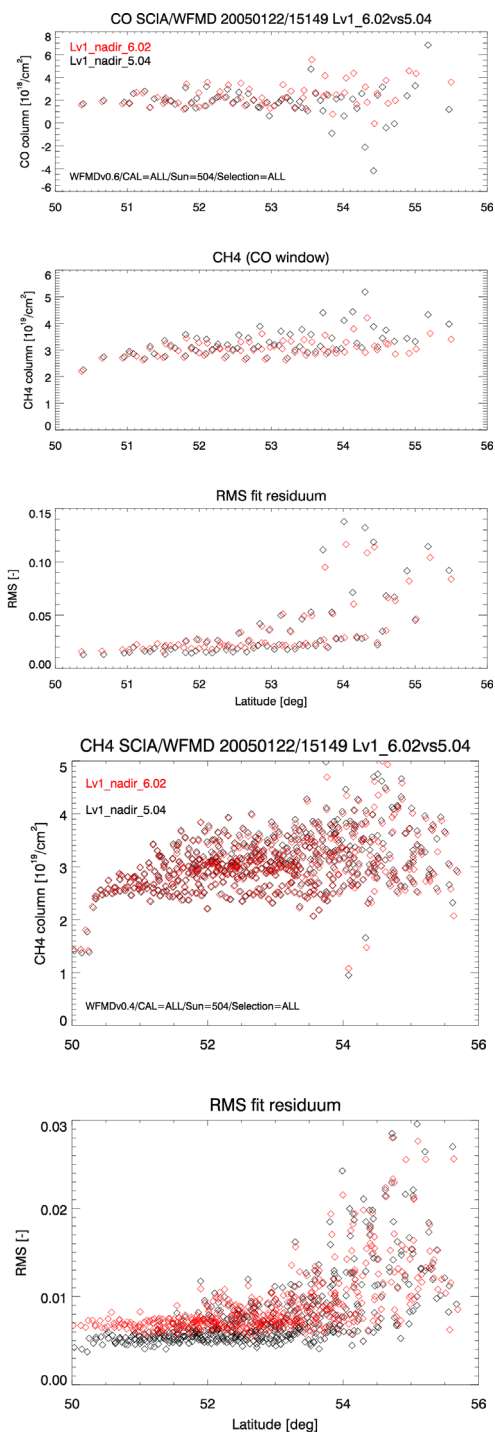 CO SCIA/WFMD 20050122/15149 Lv1_6.02vs5.04
Lv1_nadir_6.02
Lv1_nadir_5.04
CO column [10¹⁸/cm²]
8
6
4
2
0
-2
-4
-6
WFMDv0.6/CAL=ALL/Sun=504/Selection=ALL
50 51 52 53 54 55 56
CH4 (CO window)
CH4 column [10¹⁹/cm²]
6
5
4
3
2
1
0
50 51 52 53 54 55 56
RMS fit residuum
RMS [-]
0.15
0.10
0.05
0.00
50 51 52 53 54 55 56
Latitude [deg]
CH4 SCIA/WFMD 20050122/15149 Lv1_6.02vs5.04
Lv1_nadir_6.02
Lv1_nadir_5.04
CH4 column [10¹⁹/cm²]
5
4
3
2
1
0
WFMDv0.4/CAL=ALL/Sun=504/Selection=ALL
50 52 54 56
RMS fit residuum
RMS [-]
0.03
0.02
0.01
0.00
50 52 54 56
Latitude [deg]